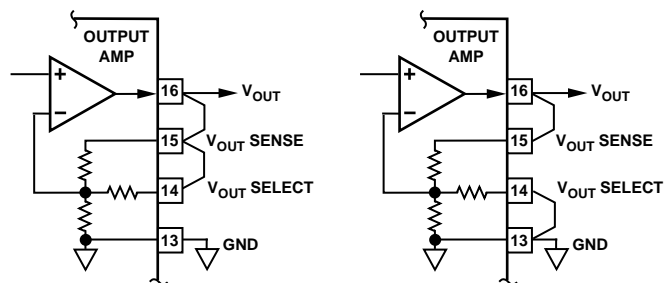 OUTPUT
AMP
+
–
16
V_OUT
15
V_OUT SENSE
14
V_OUT SELECT
13
GND
OUTPUT
AMP
+
–
16
V_OUT
15
V_OUT SENSE
14
V_OUT SELECT
13
GND